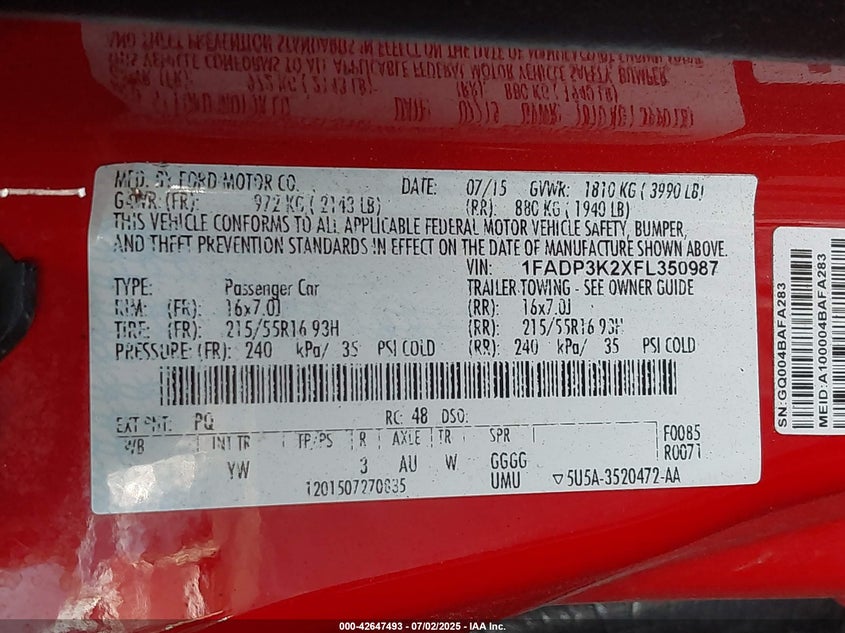 MFD. BY FORD MOTOR CO. DATE: 07/15 GVWR: 1810 KG ( 3990 LB)
GAWR: (FR): 972 KG ( 2143 LB) (RR): 880 KG ( 1940 LB)
THIS VEHICLE CONFORMS TO ALL APPLICABLE FEDERAL MOTOR VEHICLE SAFETY, BUMPER,
AND THEFT PREVENTION STANDARDS IN EFFECT ON THE DATE OF MANUFACTURE SHOWN ABOVE.
VIN: 1FADP3K2XFL350987
TYPE: Passenger Car TRAILER TOWING - SEE OWNER GUIDE
RIM: (FR): 16x7.0J (RR): 16x7.0J
TIRE: (FR): 215/55R16 93H (RR): 215/55R16 93H
PRESSURE: (FR): 240 kPa/ 35 PSI COLD (RR): 240 kPa/ 35 PSI COLD
EXT PNT: PQ RC: 48 DSO: F0085
WB INT TR TP/PS R AXLE TR SPR R0071
YW 3 AU W GGGG
1201507270835 UMU ▽5U5A-3520472-AA
SN:GQ004BAFA283
MEID:A100004BAFA283
000-42647493 - 07/02/2025 - IAA Inc.